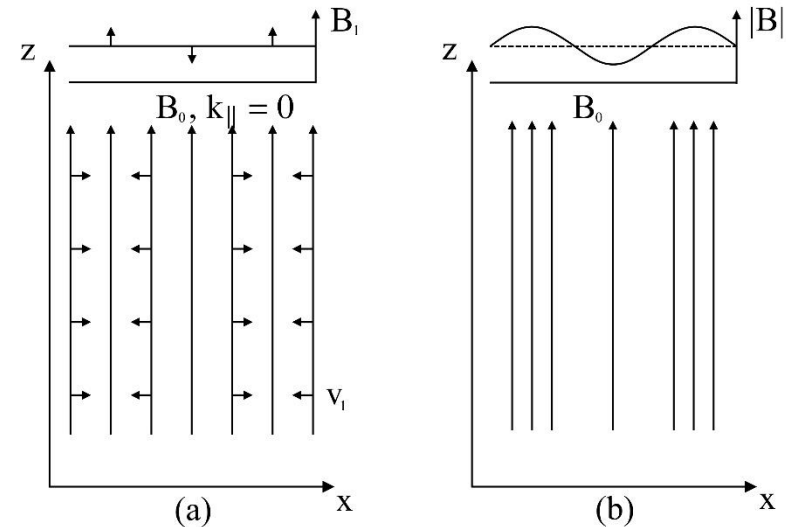 B₁
z
B₀, k∥ = 0
v₁
x
(a)
|B|
z
B₀
x
(b)